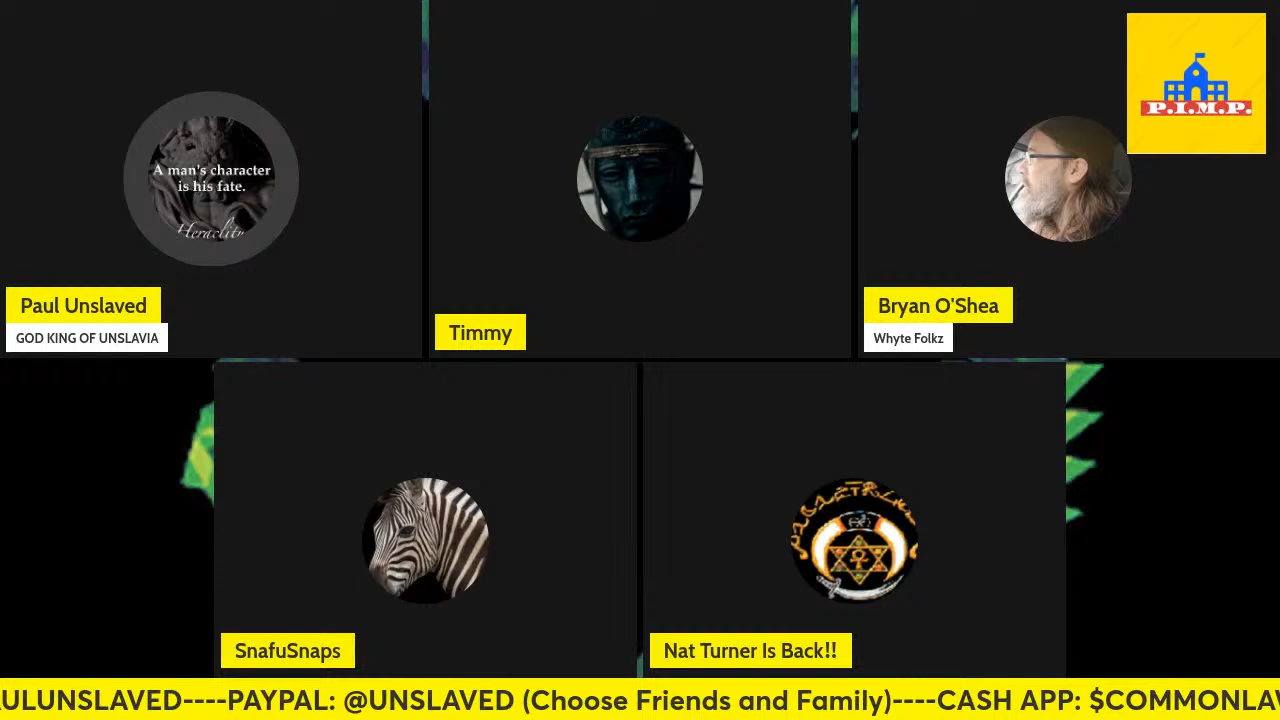 A man's character
is his fate.
P.I.M.P.
Paul Unslaved
GOD KING OF UNSLAVIA
Timmy
Bryan O'Shea
Whyte Folkz
SnafuSnaps
Nat Turner Is Back!!
ULUNSLAVED----PAYPAL: @UNSLAVED (Choose Friends and Family)----CASH APP: $COMMONLA